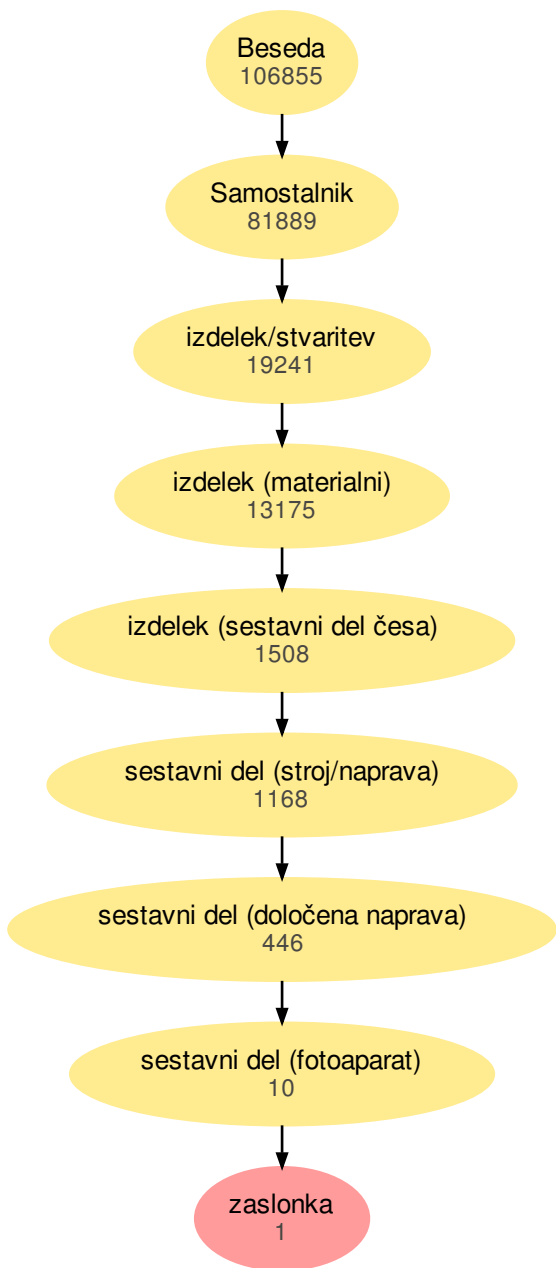 Beseda
106855
Samostalnik
81889
izdelek/stvaritev
19241
izdelek (materialni)
13175
izdelek (sestavni del česa)
1508
sestavni del (stroj/naprava)
1168
sestavni del (določena naprava)
446
sestavni del (fotoaparat)
10
zaslonka
1